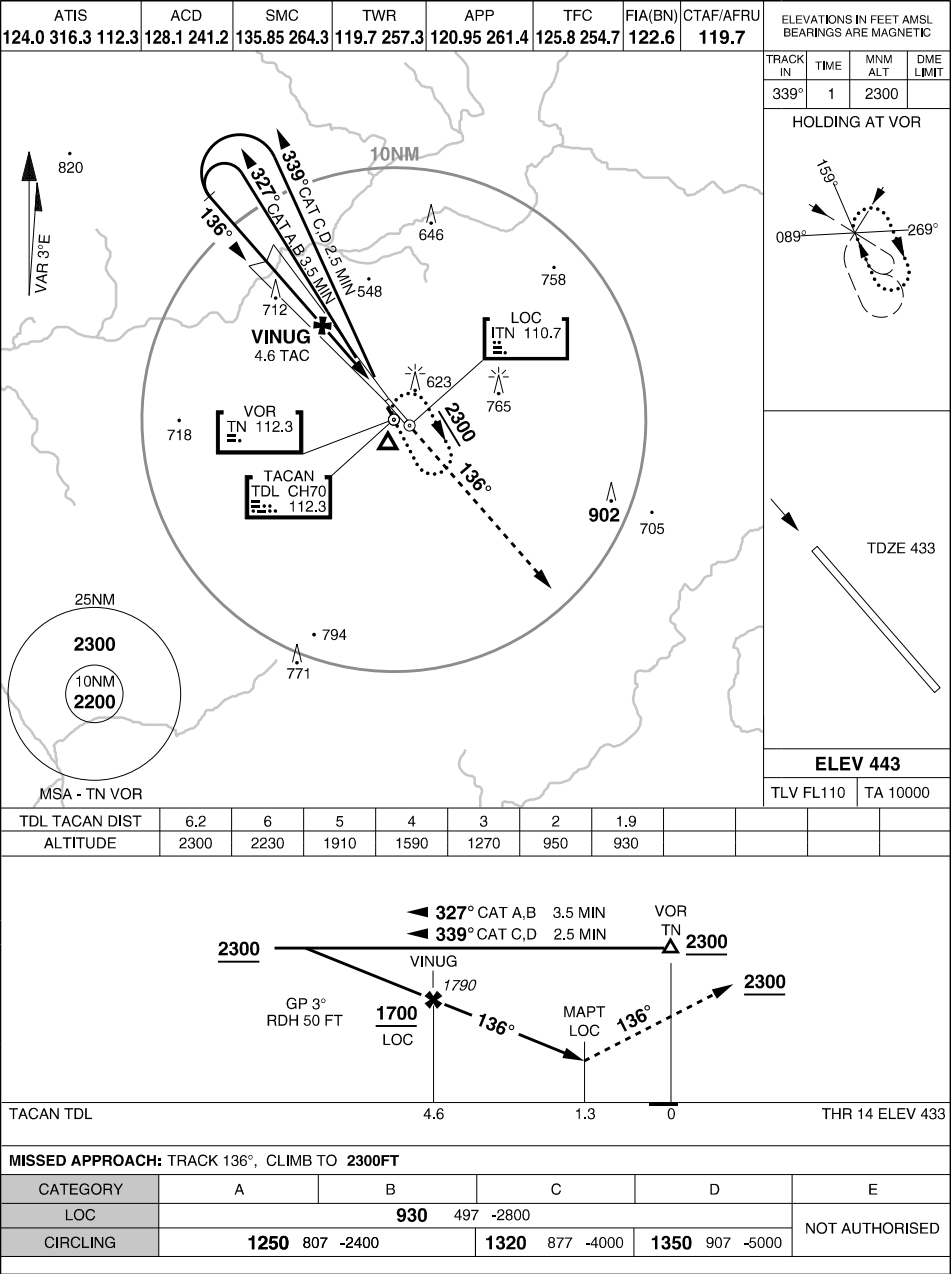 ATIS ACD SMC TWR APP TFC FIA(BN) CTAF/AFRU
124.0 316.3 112.3 128.1 241.2 135.85 264.3 119.7 257.3 120.95 261.4 125.8 254.7 122.6 119.7
ELEVATIONS IN FEET AMSL
BEARINGS ARE MAGNETIC
TRACK IN TIME MNM ALT DME LIMIT
339° 1 2300
HOLDING AT VOR
159°
089° 269°
10NM
820
VAR 3°E
339° CAT C,D 2.5 MIN
327° CAT A,B 3.5 MIN
136°
646
758
548
712
VINUG
4.6 TAC
LOC
ITN 110.7
623
765
VOR
TN 112.3
718
2300
TACAN
TDL CH70
112.3
136°
902
705
TDZE 433
25NM
2300
10NM
2200
MSA - TN VOR
794
771
ELEV 443
TLV FL110 TA 10000
TDL TACAN DIST 6.2 6 5 4 3 2 1.9
ALTITUDE 2300 2230 1910 1590 1270 950 930
327° CAT A,B 3.5 MIN
339° CAT C,D 2.5 MIN
VOR
TN
2300
2300
VINUG
1790
GP 3°
RDH 50 FT
1700
LOC
136°
MAPT
LOC
136°
2300
TACAN TDL 4.6 1.3 0 THR 14 ELEV 433
MISSED APPROACH: TRACK 136°, CLIMB TO 2300FT
CATEGORY A B C D E
LOC 930 497 -2800
NOT AUTHORISED
CIRCLING 1250 807 -2400 1320 877 -4000 1350 907 -5000